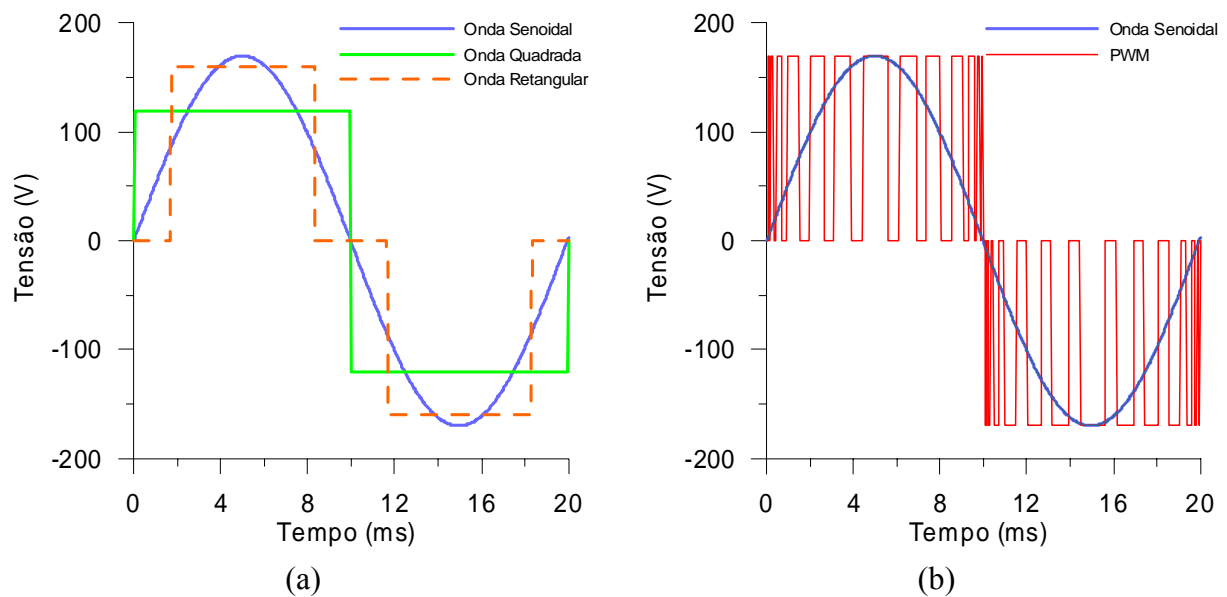 200
100
0
-100
-200
Tensão (V)
Onda Senoidal
Onda Quadrada
Onda Retangular
0 4 8 12 16 20
Tempo (ms)
(a)
200
100
0
-100
-200
Tensão (V)
Onda Senoidal
PWM
0 4 8 12 16 20
Tempo (ms)
(b)